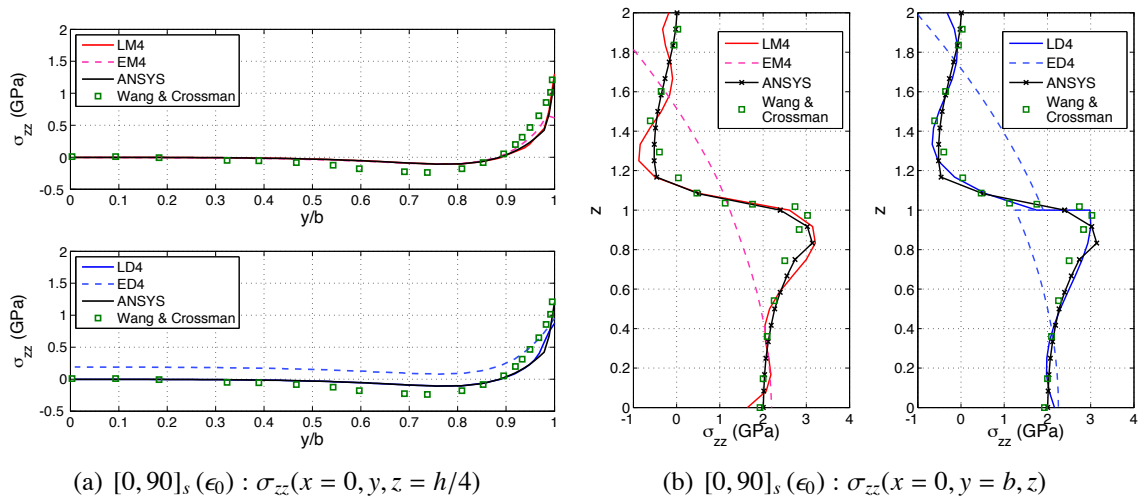 2
1.5
1
0.5
0
-0.5
σzz (GPa)
LM4
EM4
ANSYS
Wang & Crossman
0 0.1 0.2 0.3 0.4 0.5 0.6 0.7 0.8 0.9 1
y/b
2
1.5
1
0.5
0
-0.5
σzz (GPa)
LD4
ED4
ANSYS
Wang & Crossman
0 0.1 0.2 0.3 0.4 0.5 0.6 0.7 0.8 0.9 1
y/b
(a) [0, 90]s (ϵ0) : σzz(x = 0, y, z = h/4)
2
1.8
1.6
1.4
1.2
1
0.8
0.6
0.4
0.2
0
z
LM4
EM4
ANSYS
Wang &
Crossman
-1 0 1 2 3 4
σzz (GPa)
2
1.8
1.6
1.4
1.2
1
0.8
0.6
0.4
0.2
0
z
LD4
ED4
ANSYS
Wang &
Crossman
-1 0 1 2 3 4
σzz (GPa)
(b) [0, 90]s (ϵ0) : σzz(x = 0, y = b, z)